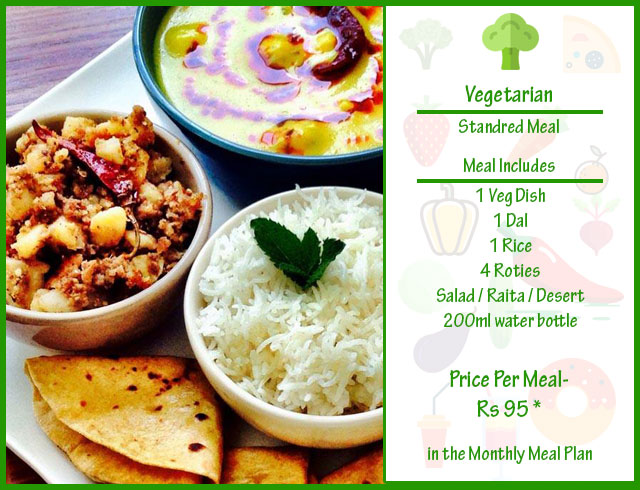 Vegetarian
Standred Meal
Meal Includes
1 Veg Dish
1 Dal
1 Rice
4 Roties
Salad / Raita / Desert
200ml water bottle
Price Per Meal-
Rs 95 *
in the Monthly Meal Plan